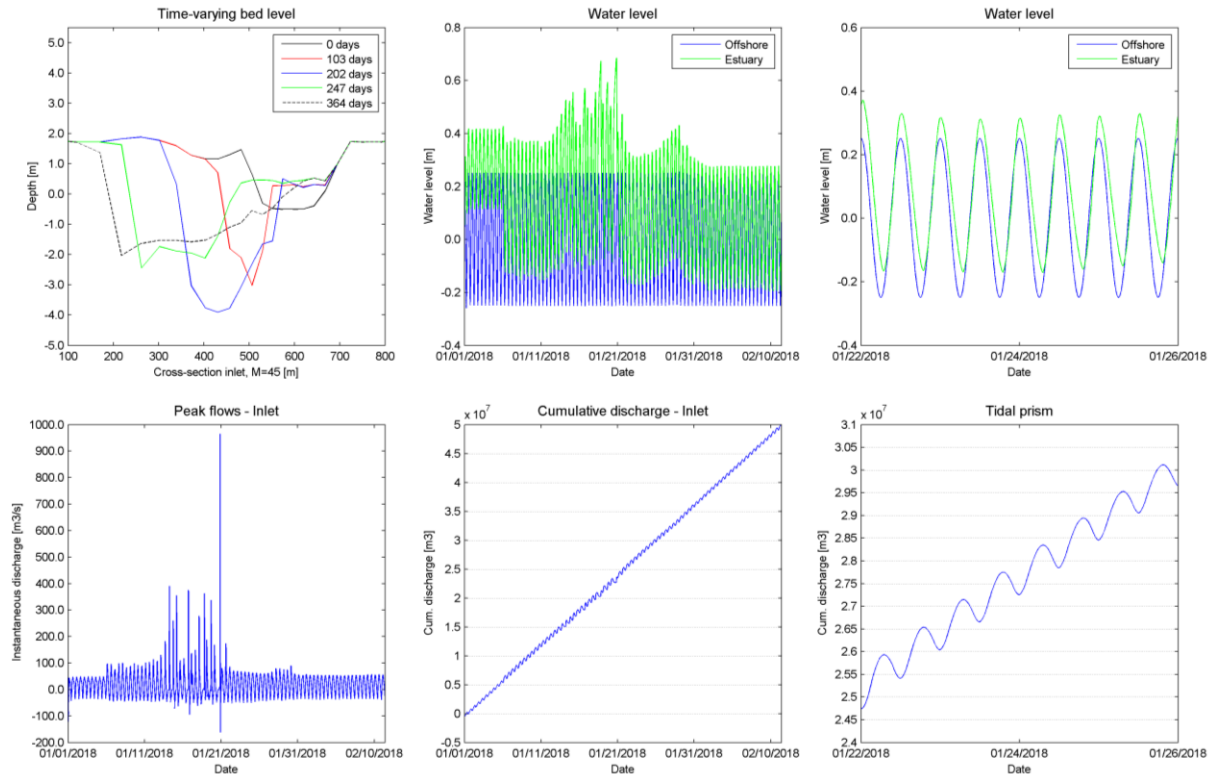 Time-varying bed level
5.0
4.0
3.0
2.0
1.0
0.0
-1.0
-2.0
-3.0
-4.0
-5.0
Depth [m]
0 days
103 days
202 days
247 days
364 days
100 200 300 400 500 600 700 800
Cross-section inlet, M=45 [m]
Water level
0.8
0.6
0.4
0.2
0.0
-0.2
-0.4
Water level [m]
Offshore
Estuary
01/01/2018 01/11/2018 01/21/2018 01/31/2018 02/10/2018
Date
Water level
0.6
0.4
0.2
0.0
-0.2
-0.4
Water level [m]
Offshore
Estuary
01/22/2018 01/24/2018 01/26/2018
Date
Peak flows - Inlet
1000.0
900.0
800.0
700.0
600.0
500.0
400.0
300.0
200.0
100.0
0.0
-100.0
-200.0
Instantaneous discharge [m3/s]
01/01/2018 01/11/2018 01/21/2018 01/31/2018 02/10/2018
Date
Cumulative discharge - Inlet
x 10^7
5
4.5
4
3.5
3
2.5
2
1.5
1
0.5
0
-0.5
Cum. discharge [m3]
01/01/2018 01/11/2018 01/21/2018 01/31/2018 02/10/2018
Date
Tidal prism
x 10^7
3.1
3.05
3
2.95
2.9
2.85
2.8
2.75
2.7
2.65
2.6
2.55
2.5
2.45
2.4
Cum. discharge [m3]
01/22/2018 01/24/2018 01/26/2018
Date